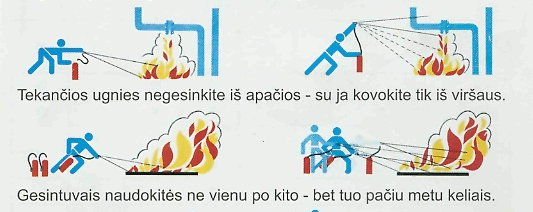 Tekančios ugnies negesinkite iš apačios - su ja kovokite tik iš viršaus.
Gesintuvais naudokitės ne vienu po kito - bet tuo pačiu metu keliais.